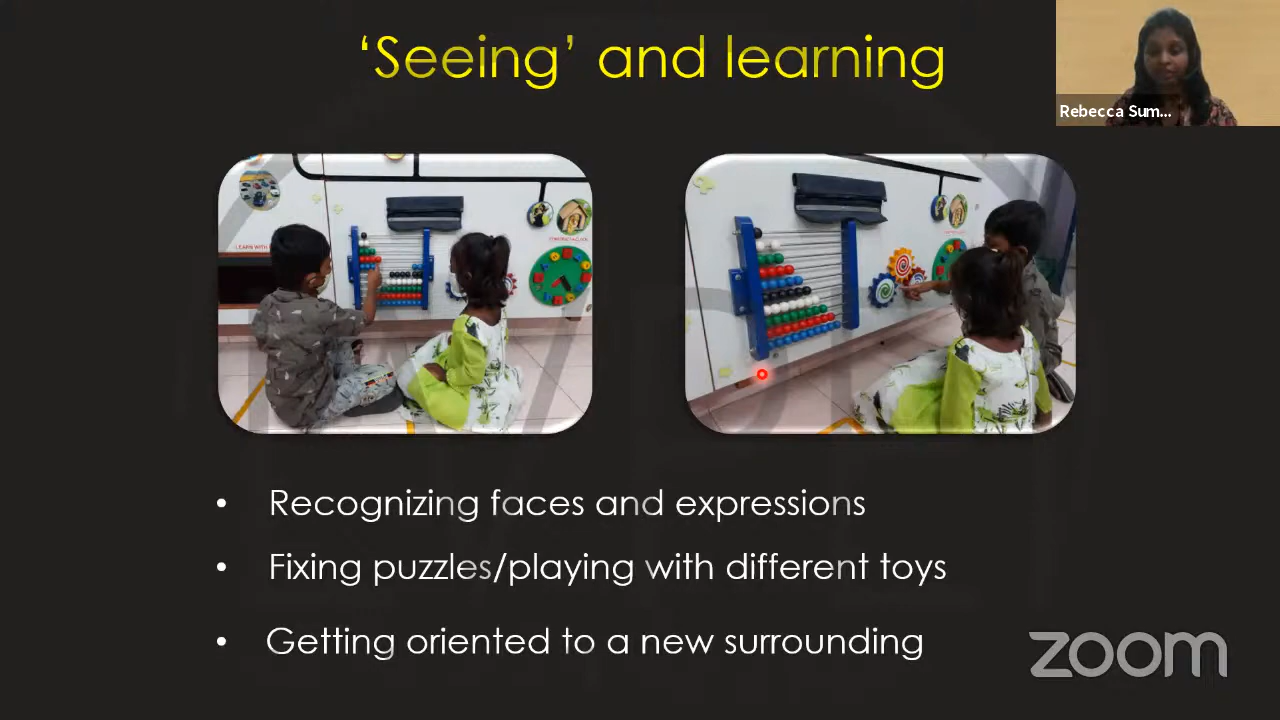 ‘Seeing’ and learning
Rebecca Sum...
• Recognizing faces and expressions
• Fixing puzzles/playing with different toys
• Getting oriented to a new surrounding
zoom